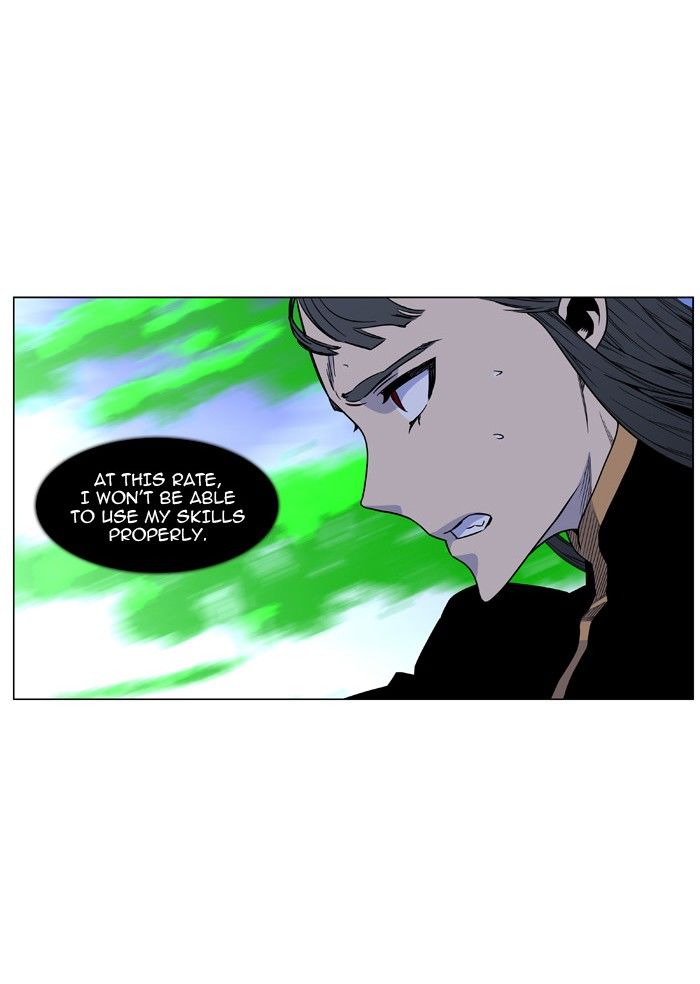 AT THIS RATE,
I WON'T BE ABLE
TO USE MY SKILLS
PROPERLY.